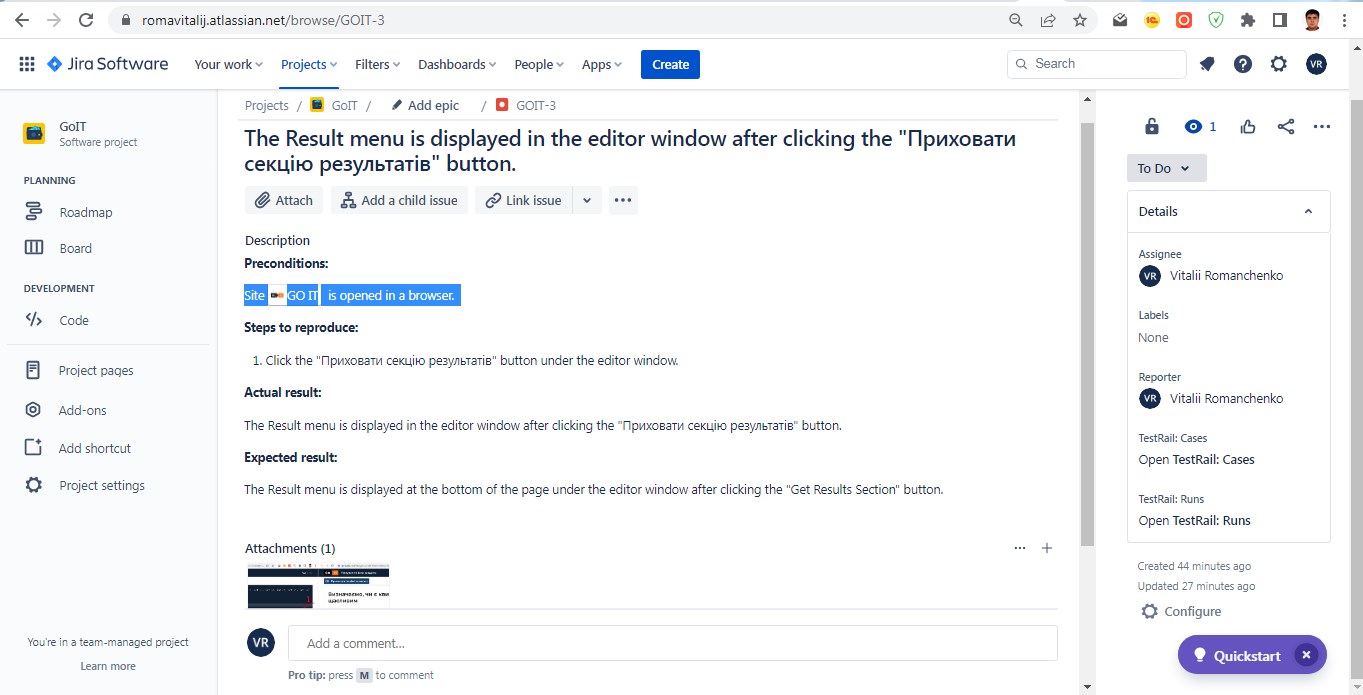 romavitalij.atlassian.net/browse/GOIT-3
Jira Software
Your work
Projects
Filters
Dashboards
People
Apps
Create
Search
VR
GoIT
Software project
PLANNING
Roadmap
Board
DEVELOPMENT
Code
Project pages
Add-ons
Add shortcut
Project settings
You're in a team-managed project
Learn more
Projects / GoIT / Add epic / GOIT-3
The Result menu is displayed in the editor window after clicking the "Приховати
секцію результатів" button.
Attach
Add a child issue
Link issue
Description
Preconditions:
Site GO IT is opened in a browser.
Steps to reproduce:
1. Click the "Приховати секцію результатів" button under the editor window.
Actual result:
The Result menu is displayed in the editor window after clicking the "Приховати секцію результатів" button.
Expected result:
The Result menu is displayed at the bottom of the page under the editor window after clicking the "Get Results Section" button.
Attachments (1)
Визначаємо, чи є квиток
щасливим
VR
Add a comment…
Pro tip: press M to comment
1
To Do
Details
Assignee
VR Vitalii Romanchenko
Labels
None
Reporter
VR Vitalii Romanchenko
TestRail: Cases
Open TestRail: Cases
TestRail: Runs
Open TestRail: Runs
Created 44 minutes ago
Updated 27 minutes ago
Configure
Quickstart